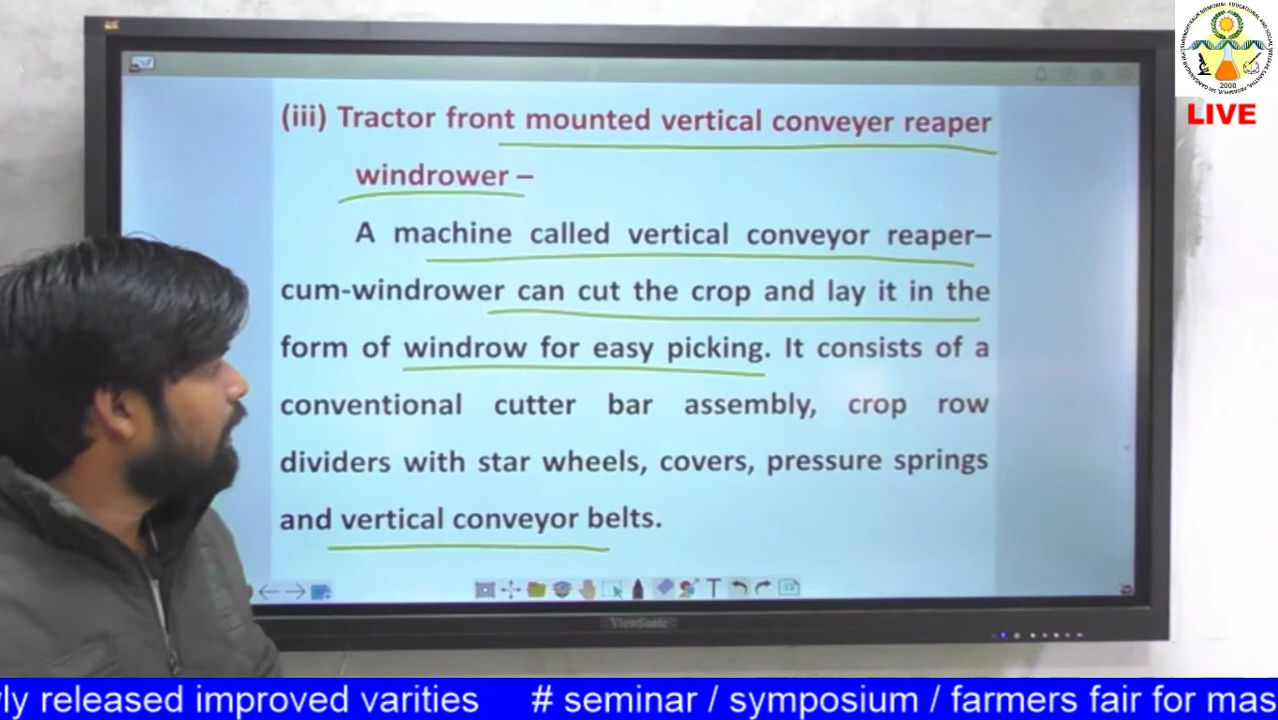 (iii) Tractor front mounted vertical conveyer reaper
windrower –
A machine called vertical conveyor reaper–
cum-windrower can cut the crop and lay it in the
form of windrow for easy picking. It consists of a
conventional cutter bar assembly, crop row
dividers with star wheels, covers, pressure springs
and vertical conveyor belts.
ViewSonic
2008
LIVE
ly released improved varities # seminar / symposium / farmers fair for mas